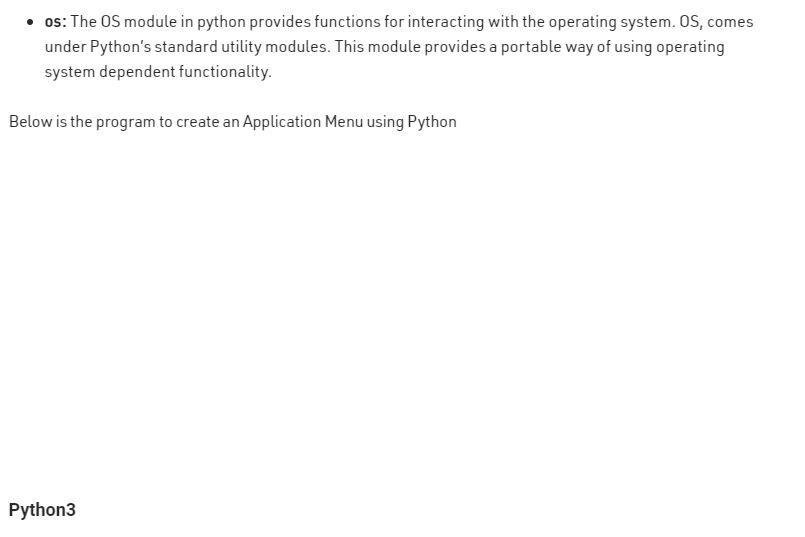 • os: The OS module in python provides functions for interacting with the operating system. OS, comes
under Python's standard utility modules. This module provides a portable way of using operating
system dependent functionality.
Below is the program to create an Application Menu using Python
Python3